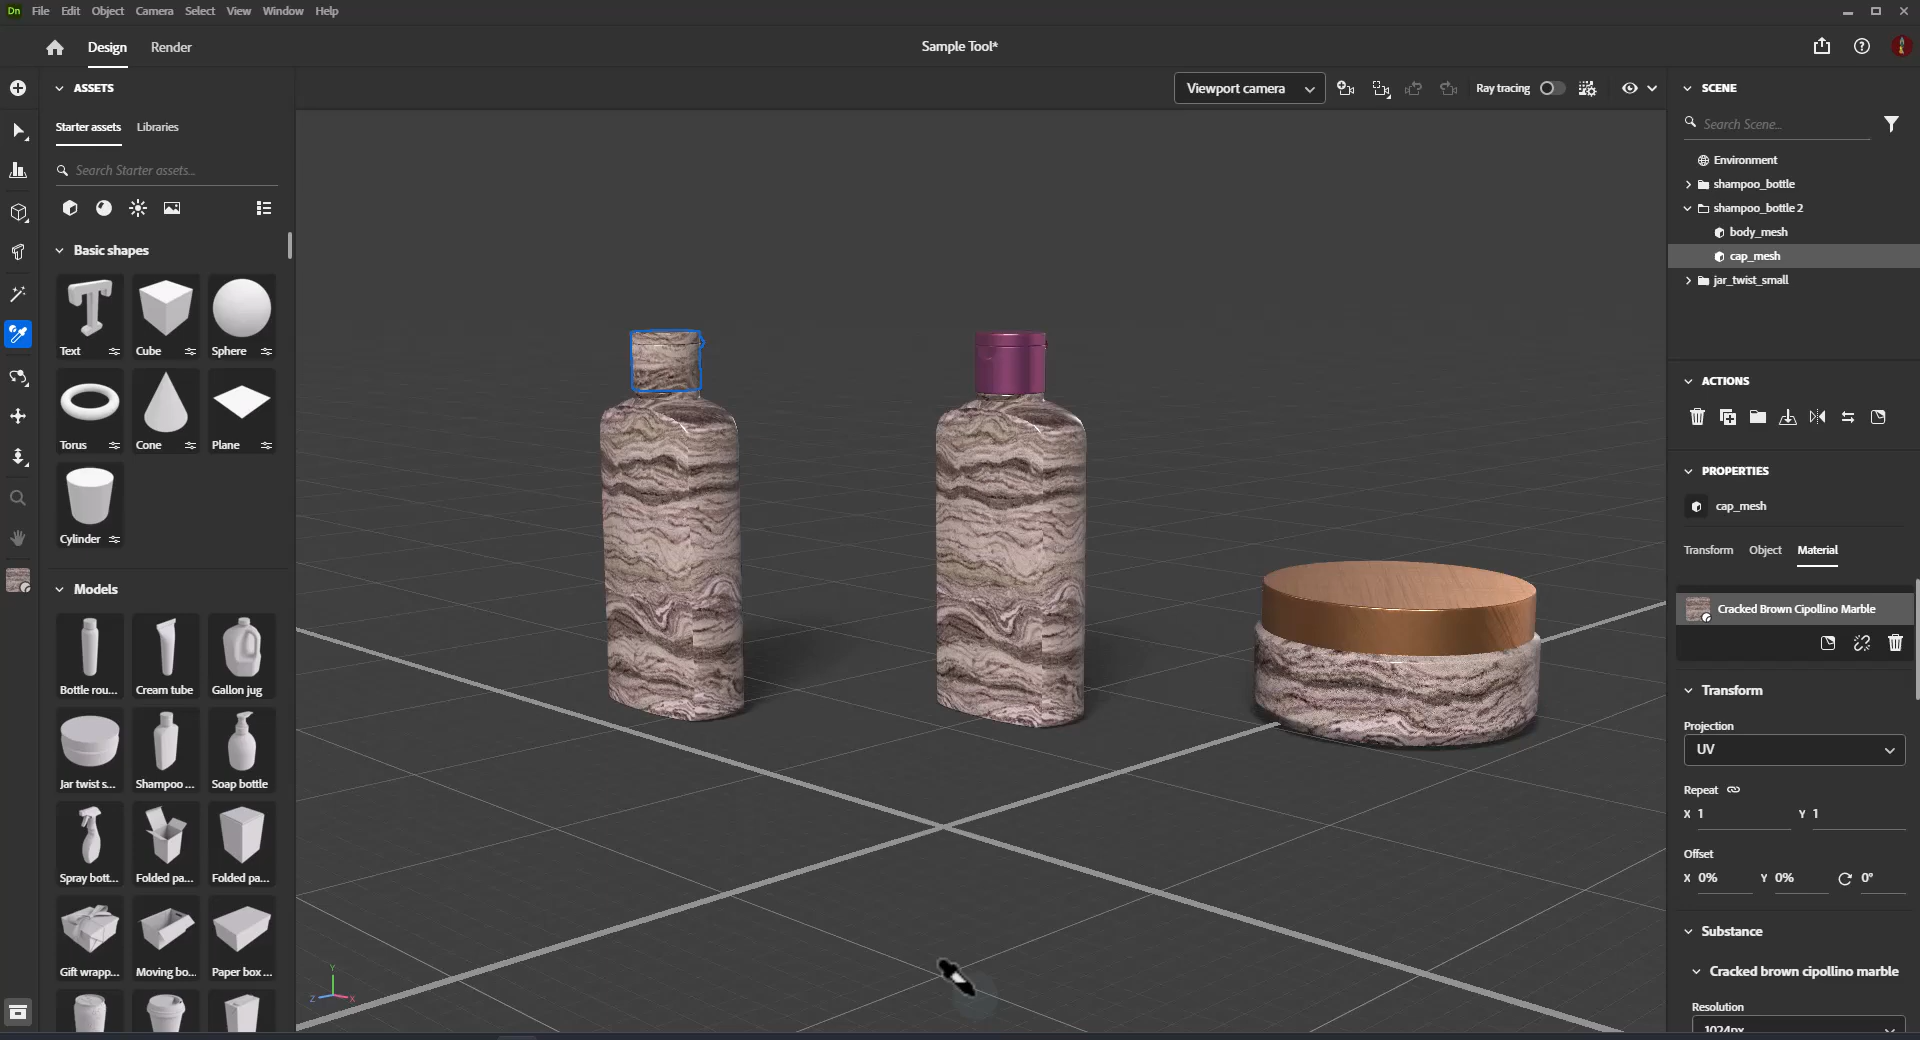 Dn File Edit Object Camera Select View Window Help
Design Render Sample Tool*
ASSETS
Starter assets Libraries
Search Starter assets...
Basic shapes
Text Cube Sphere
Torus Cone Plane
Cylinder
Models
Bottle rou... Cream tube Gallon jug
Jar twist s... Shampoo ... Soap bottle
Spray bott... Folded pa... Folded pa...
Gift wrapp... Moving bo... Paper box ...
Viewport camera Ray tracing
Y
Z X
SCENE
Search Scene...
Environment
shampoo_bottle
shampoo_bottle 2
body_mesh
cap_mesh
jar_twist_small
ACTIONS
PROPERTIES
cap_mesh
Transform Object Material
Cracked Brown Cipollino Marble
Transform
Projection
UV
Repeat
X 1 Y 1
Offset
X 0% Y 0% 0°
Substance
Cracked brown cipollino marble
Resolution
1024px